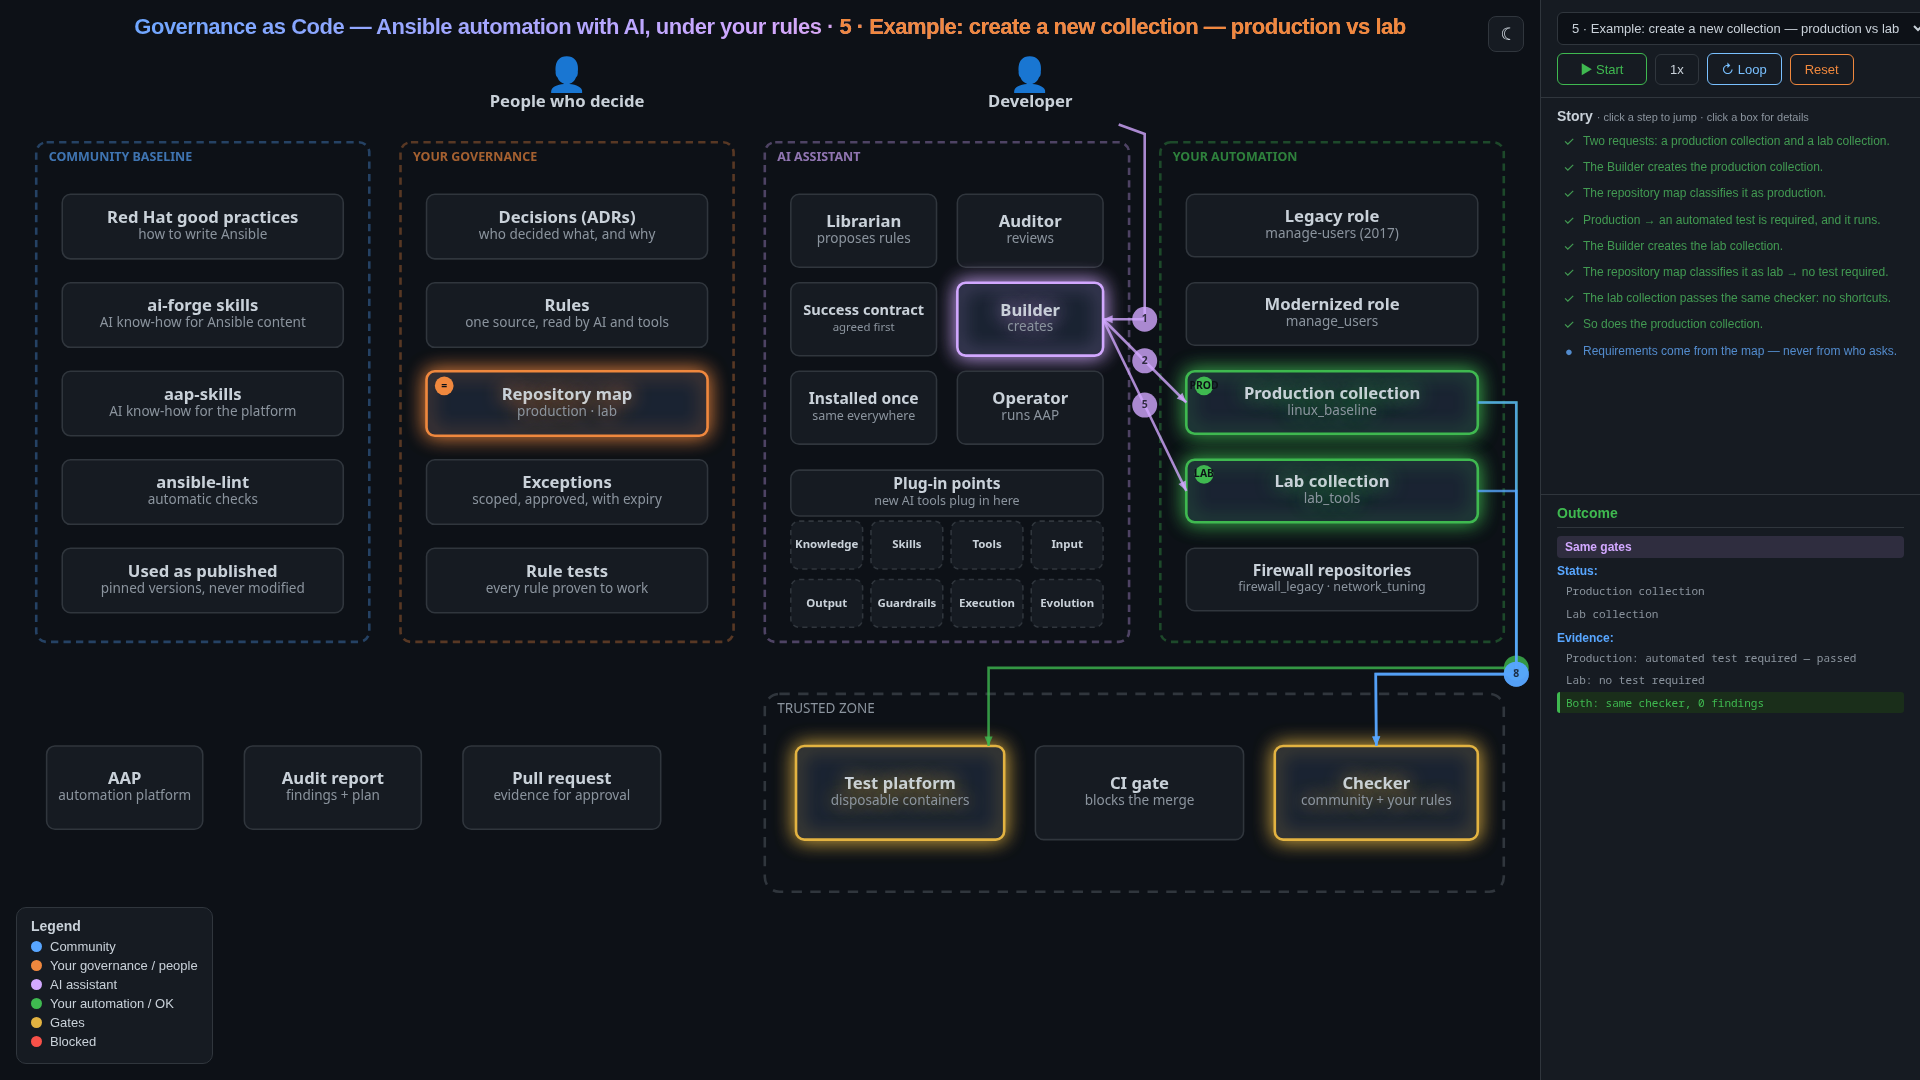 Governance as Code — Ansible automation with AI, under your rules · 5 · Example: create a new collection — production vs lab
People who decide
Developer
COMMUNITY BASELINE
Red Hat good practices
how to write Ansible
ai-forge skills
AI know-how for Ansible content
aap-skills
AI know-how for the platform
ansible-lint
automatic checks
Used as published
pinned versions, never modified
YOUR GOVERNANCE
Decisions (ADRs)
who decided what, and why
Rules
one source, read by AI and tools
=
Repository map
production · lab
Exceptions
scoped, approved, with expiry
Rule tests
every rule proven to work
AI ASSISTANT
Librarian
proposes rules
Auditor
reviews
Success contract
agreed first
Builder
creates
Installed once
same everywhere
Operator
runs AAP
Plug-in points
new AI tools plug in here
Knowledge
Skills
Tools
Input
Output
Guardrails
Execution
Evolution
1
2
5
YOUR AUTOMATION
Legacy role
manage-users (2017)
Modernized role
manage_users
PROD
Production collection
linux_baseline
LAB
Lab collection
lab_tools
Firewall repositories
firewall_legacy · network_tuning
8
TRUSTED ZONE
Test platform
disposable containers
CI gate
blocks the merge
Checker
community + your rules
AAP
automation platform
Audit report
findings + plan
Pull request
evidence for approval
Legend
Community
Your governance / people
AI assistant
Your automation / OK
Gates
Blocked
5 · Example: create a new collection — production vs lab
▶ Start
1x
↻ Loop
Reset
Story · click a step to jump · click a box for details
✓ Two requests: a production collection and a lab collection.
✓ The Builder creates the production collection.
✓ The repository map classifies it as production.
✓ Production → an automated test is required, and it runs.
✓ The Builder creates the lab collection.
✓ The repository map classifies it as lab → no test required.
✓ The lab collection passes the same checker: no shortcuts.
✓ So does the production collection.
● Requirements come from the map — never from who asks.
Outcome
Same gates
Status:
Production collection
Lab collection
Evidence:
Production: automated test required — passed
Lab: no test required
Both: same checker, 0 findings